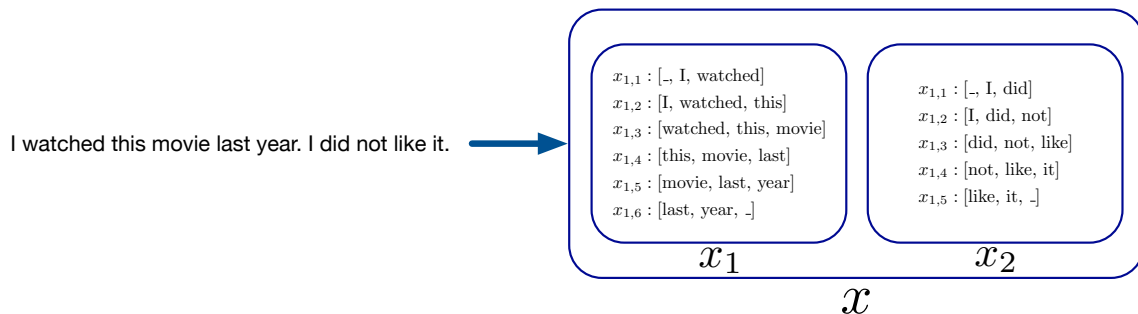 I watched this movie last year. I did not like it.
x1,1 : [_, I, watched]
x1,2 : [I, watched, this]
x1,3 : [watched, this, movie]
x1,4 : [this, movie, last]
x1,5 : [movie, last, year]
x1,6 : [last, year, _]
x1
x1,1 : [_, I, did]
x1,2 : [I, did, not]
x1,3 : [did, not, like]
x1,4 : [not, like, it]
x1,5 : [like, it, _]
x2
x